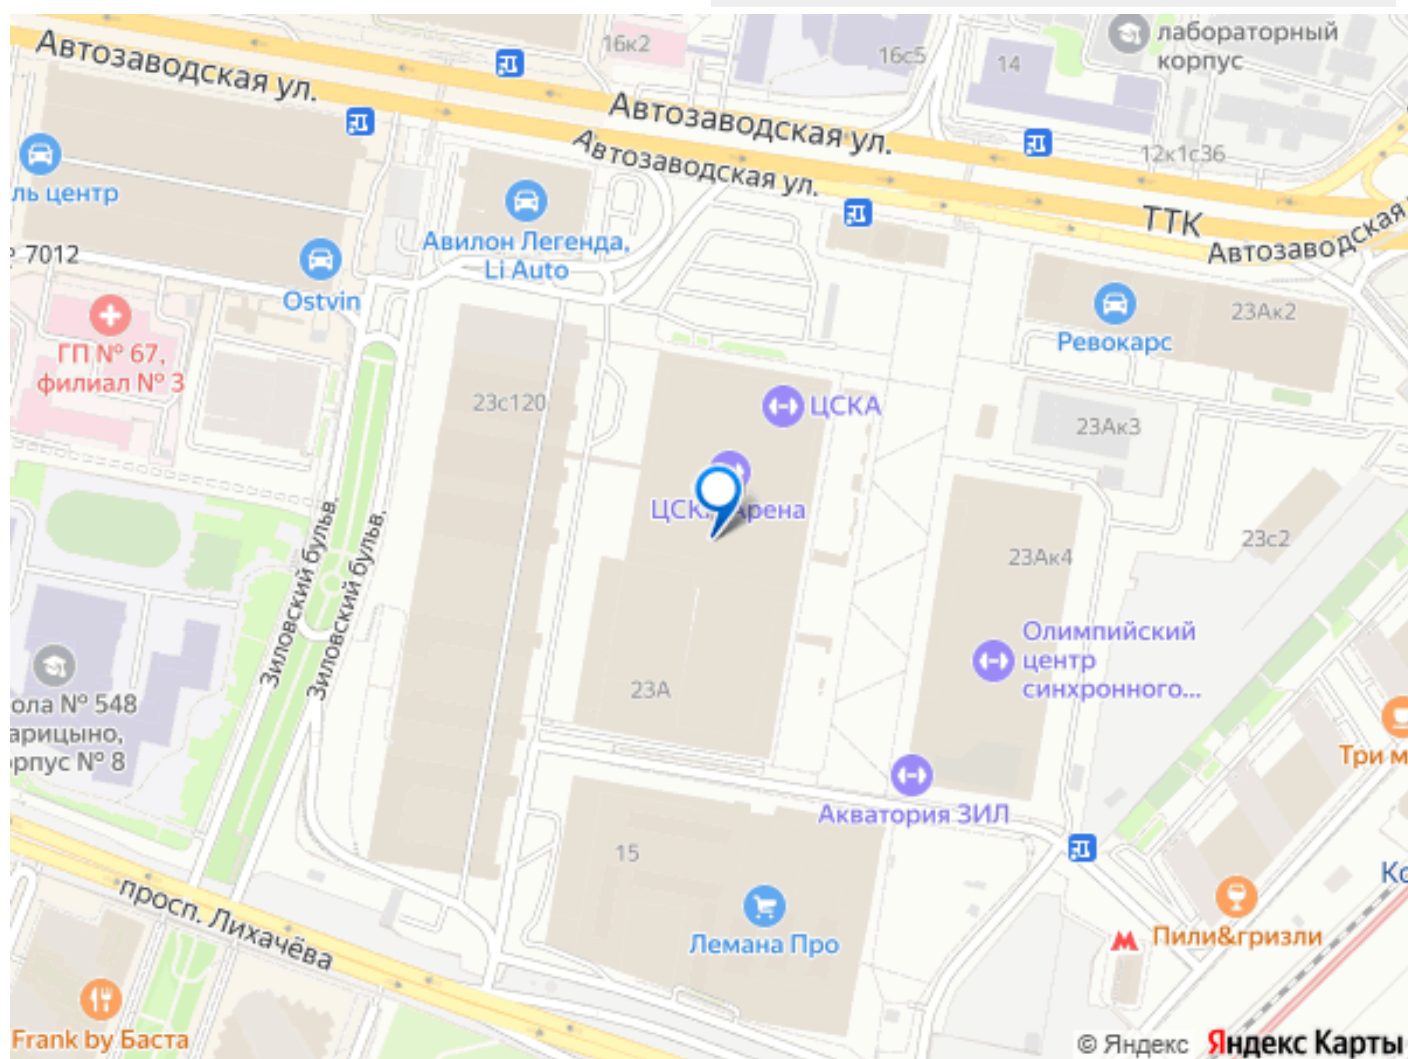 Автозаводская ул.
16к2
16с5
14
лабораторный
корпус
Автозаводская ул.
Автозаводская ул.
12к1с36
ль центр
ТТК
Автозаводская
7012
Авилон Легенда,
Li Auto
Ostvin
23Ак2
Ревокарс
ГП № 67,
филиал № 3
23с120
ЦСКА
23Ак3
ЦСКА Арена
Зиловский бульв.
Зиловский бульв.
23с2
23Ак4
Олимпийский
центр
синхронного...
23А
ола № 548
арицыно,
рпус № 8
Три м
Акватория ЗИЛ
15
Ко
просп. Лихачёва
Лемана Про
Пили&гризли
Frank by Баста
© Яндекс Яндекс Карты